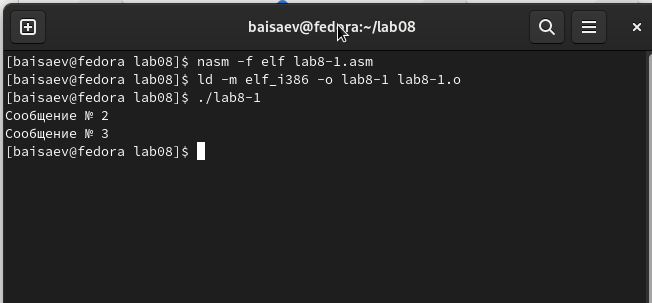 baisaev@fedora:~/lab08
[baisaev@fedora lab08]$ nasm -f elf lab8-1.asm
[baisaev@fedora lab08]$ ld -m elf_i386 -o lab8-1 lab8-1.o
[baisaev@fedora lab08]$ ./lab8-1
Сообщение № 2
Сообщение № 3
[baisaev@fedora lab08]$